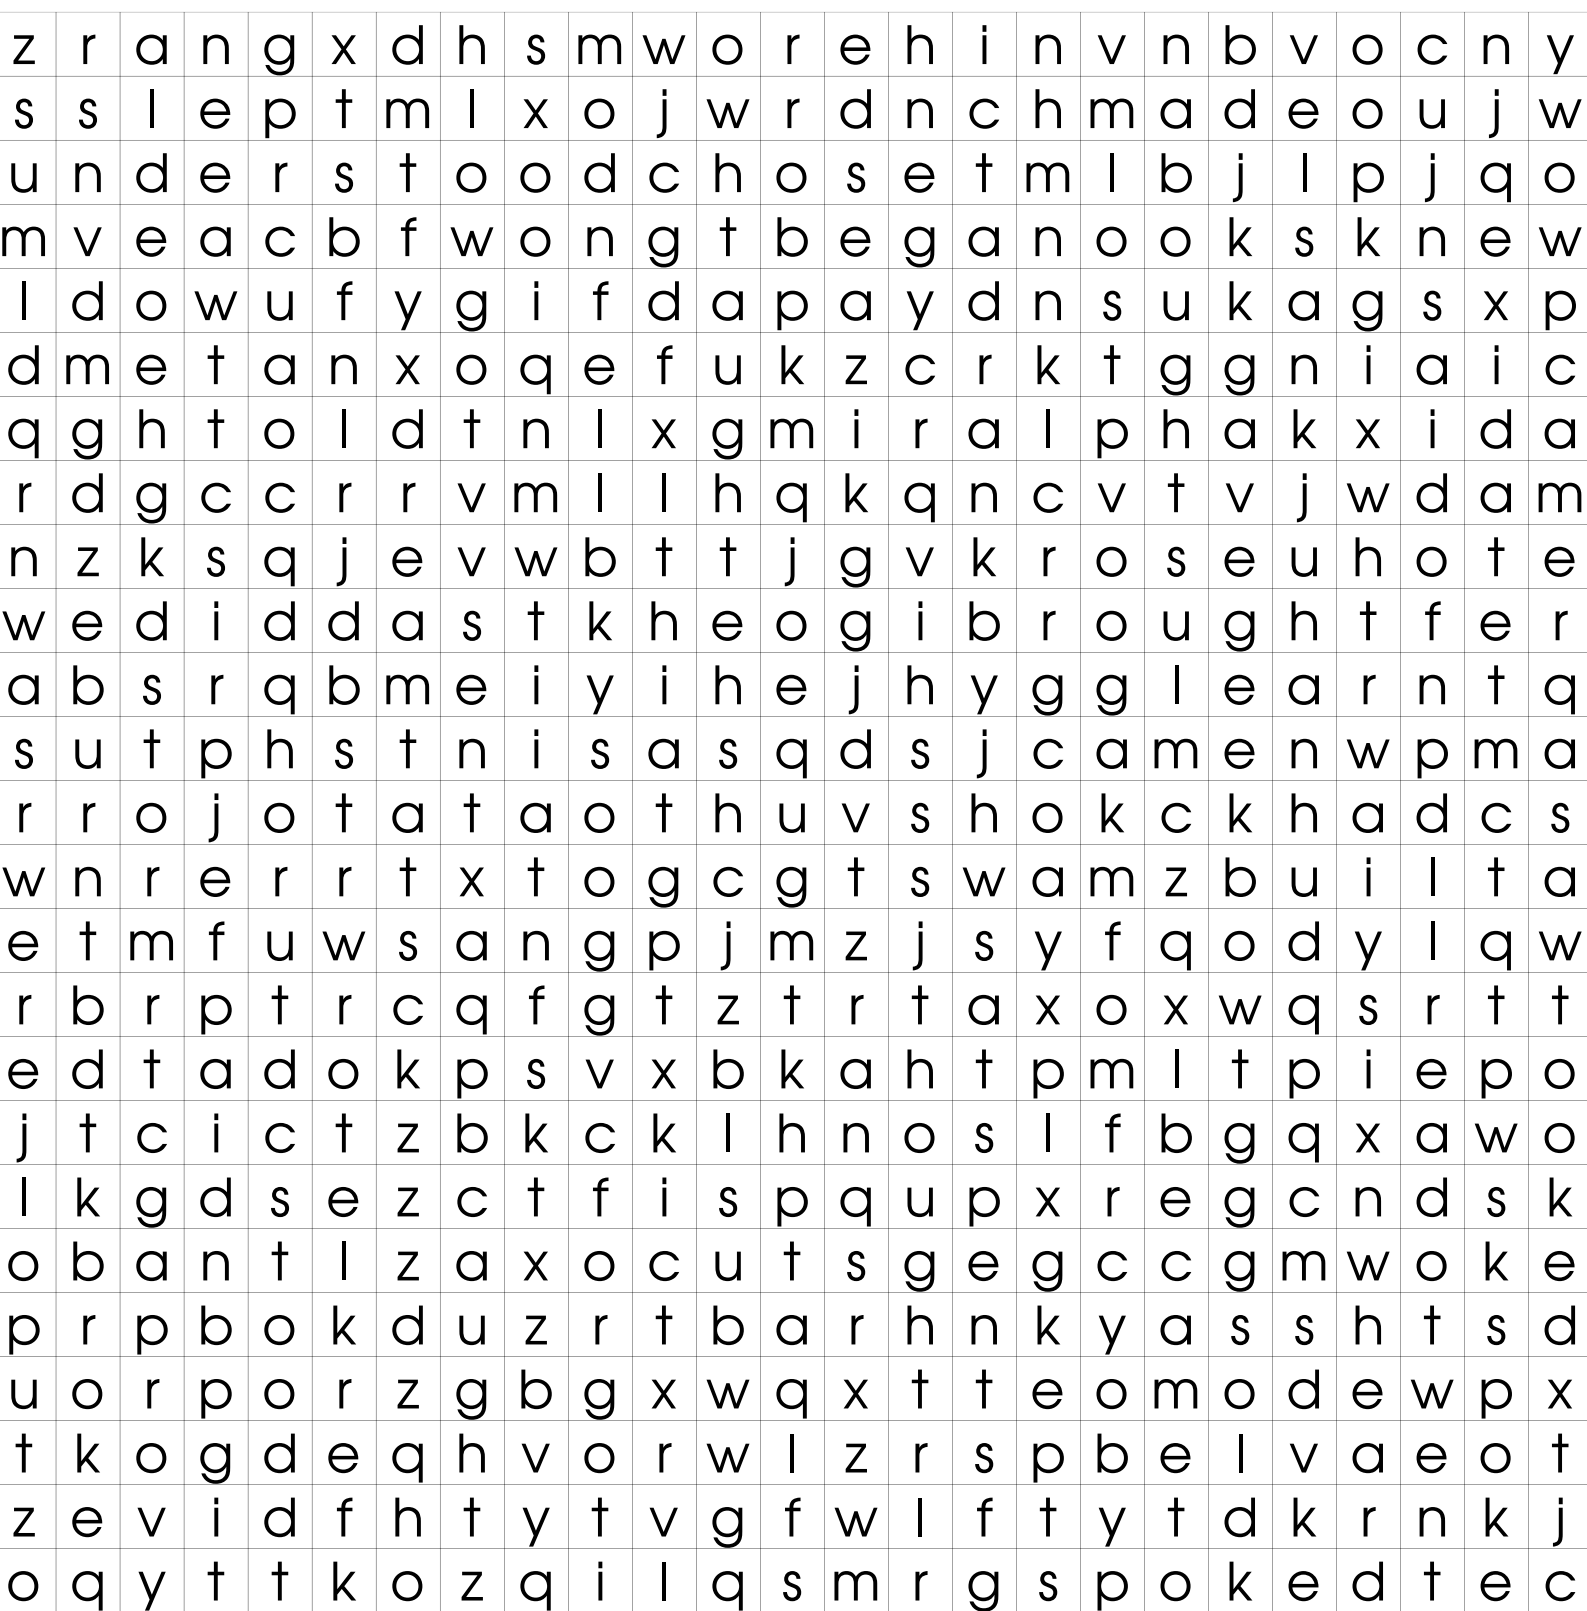 z r a n g x d h s m w o r e h i n v n b v o c n y
s s l e p t m l x o j w r d n c h m a d e o u j w
u n d e r s t o o d c h o s e t m l b j l p j q o
m v e a c b f w o n g t b e g a n o o k s k n e w
l d o w u f y g i f d a p a y d n s u k a g s x p
d m e t a n x o q e f u k z c r k t g g n i a i c
q g h t o l d t n l x g m i r a l p h a k x i d a
r d g c c r r v m l l h q k q n c v t v j w d a m
n z k s q j e v w b t t j g v k r o s e u h o t e
w e d i d d a s t k h e o g i b r o u g h t f e r
a b s r q b m e i y i h e j h y g g l e a r n t q
s u t p h s t n i s a s q d s j c a m e n w p m a
r r o j o t a t a o t h u v s h o k c k h a d c s
w n r e r r t x t o g c g t s w a m z b u i l t a
e t m f u w s a n g p j m z j s y f q o d y l q w
r b r p t r c q f g t z t r t a x o x w q s r t t
e d t a d o k p s v x b k a h t p m l t p i e p o
j t c i c t z b k c k l h n o s l f b g q x a w o
l k g d s e z c t f i s p q u p x r e g c n d s k
o b a n t l z a x o c u t s g e g c c g m w o k e
p r p b o k d u z r t b a r h n k y a s s h t s d
u o r p o r z g b g x w q x t t e o m o d e w p x
t k o g d e q h v o r w l z r s p b e l v a e o t
z e v i d f h t y t v g f w l f t y t d k r n k j
o q y t t k o z q i l q s m r g s p o k e d t e c